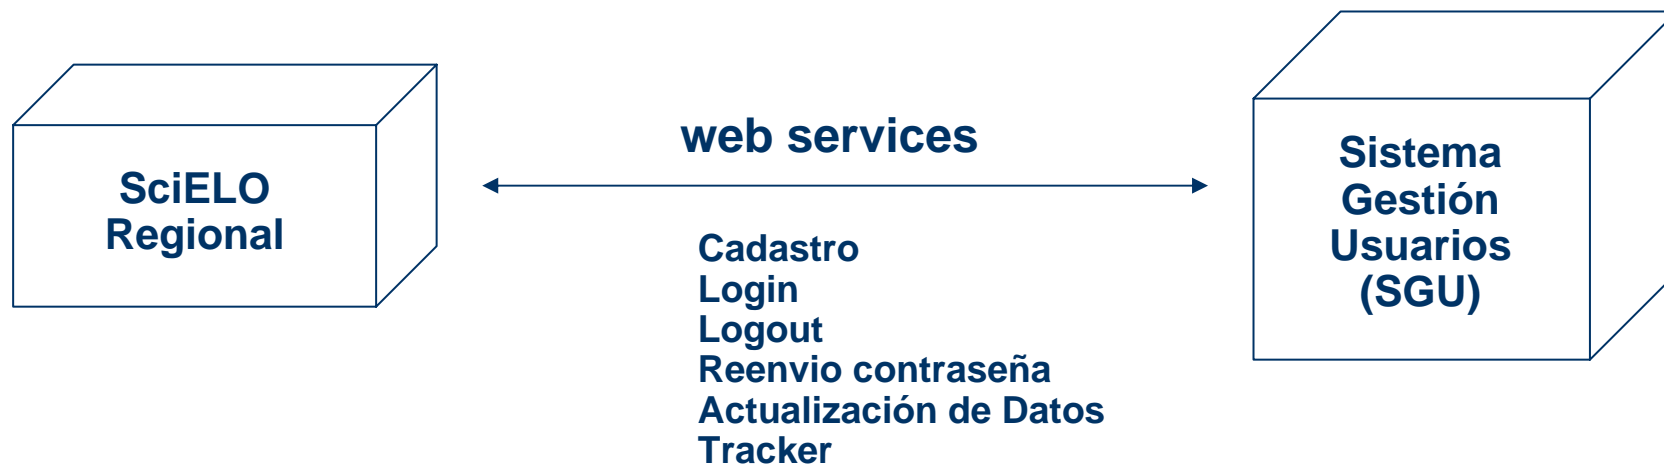 SciELO
Regional
web services
Cadastro
Login
Logout
Reenvio contraseña
Actualización de Datos
Tracker
Sistema
Gestión
Usuarios
(SGU)